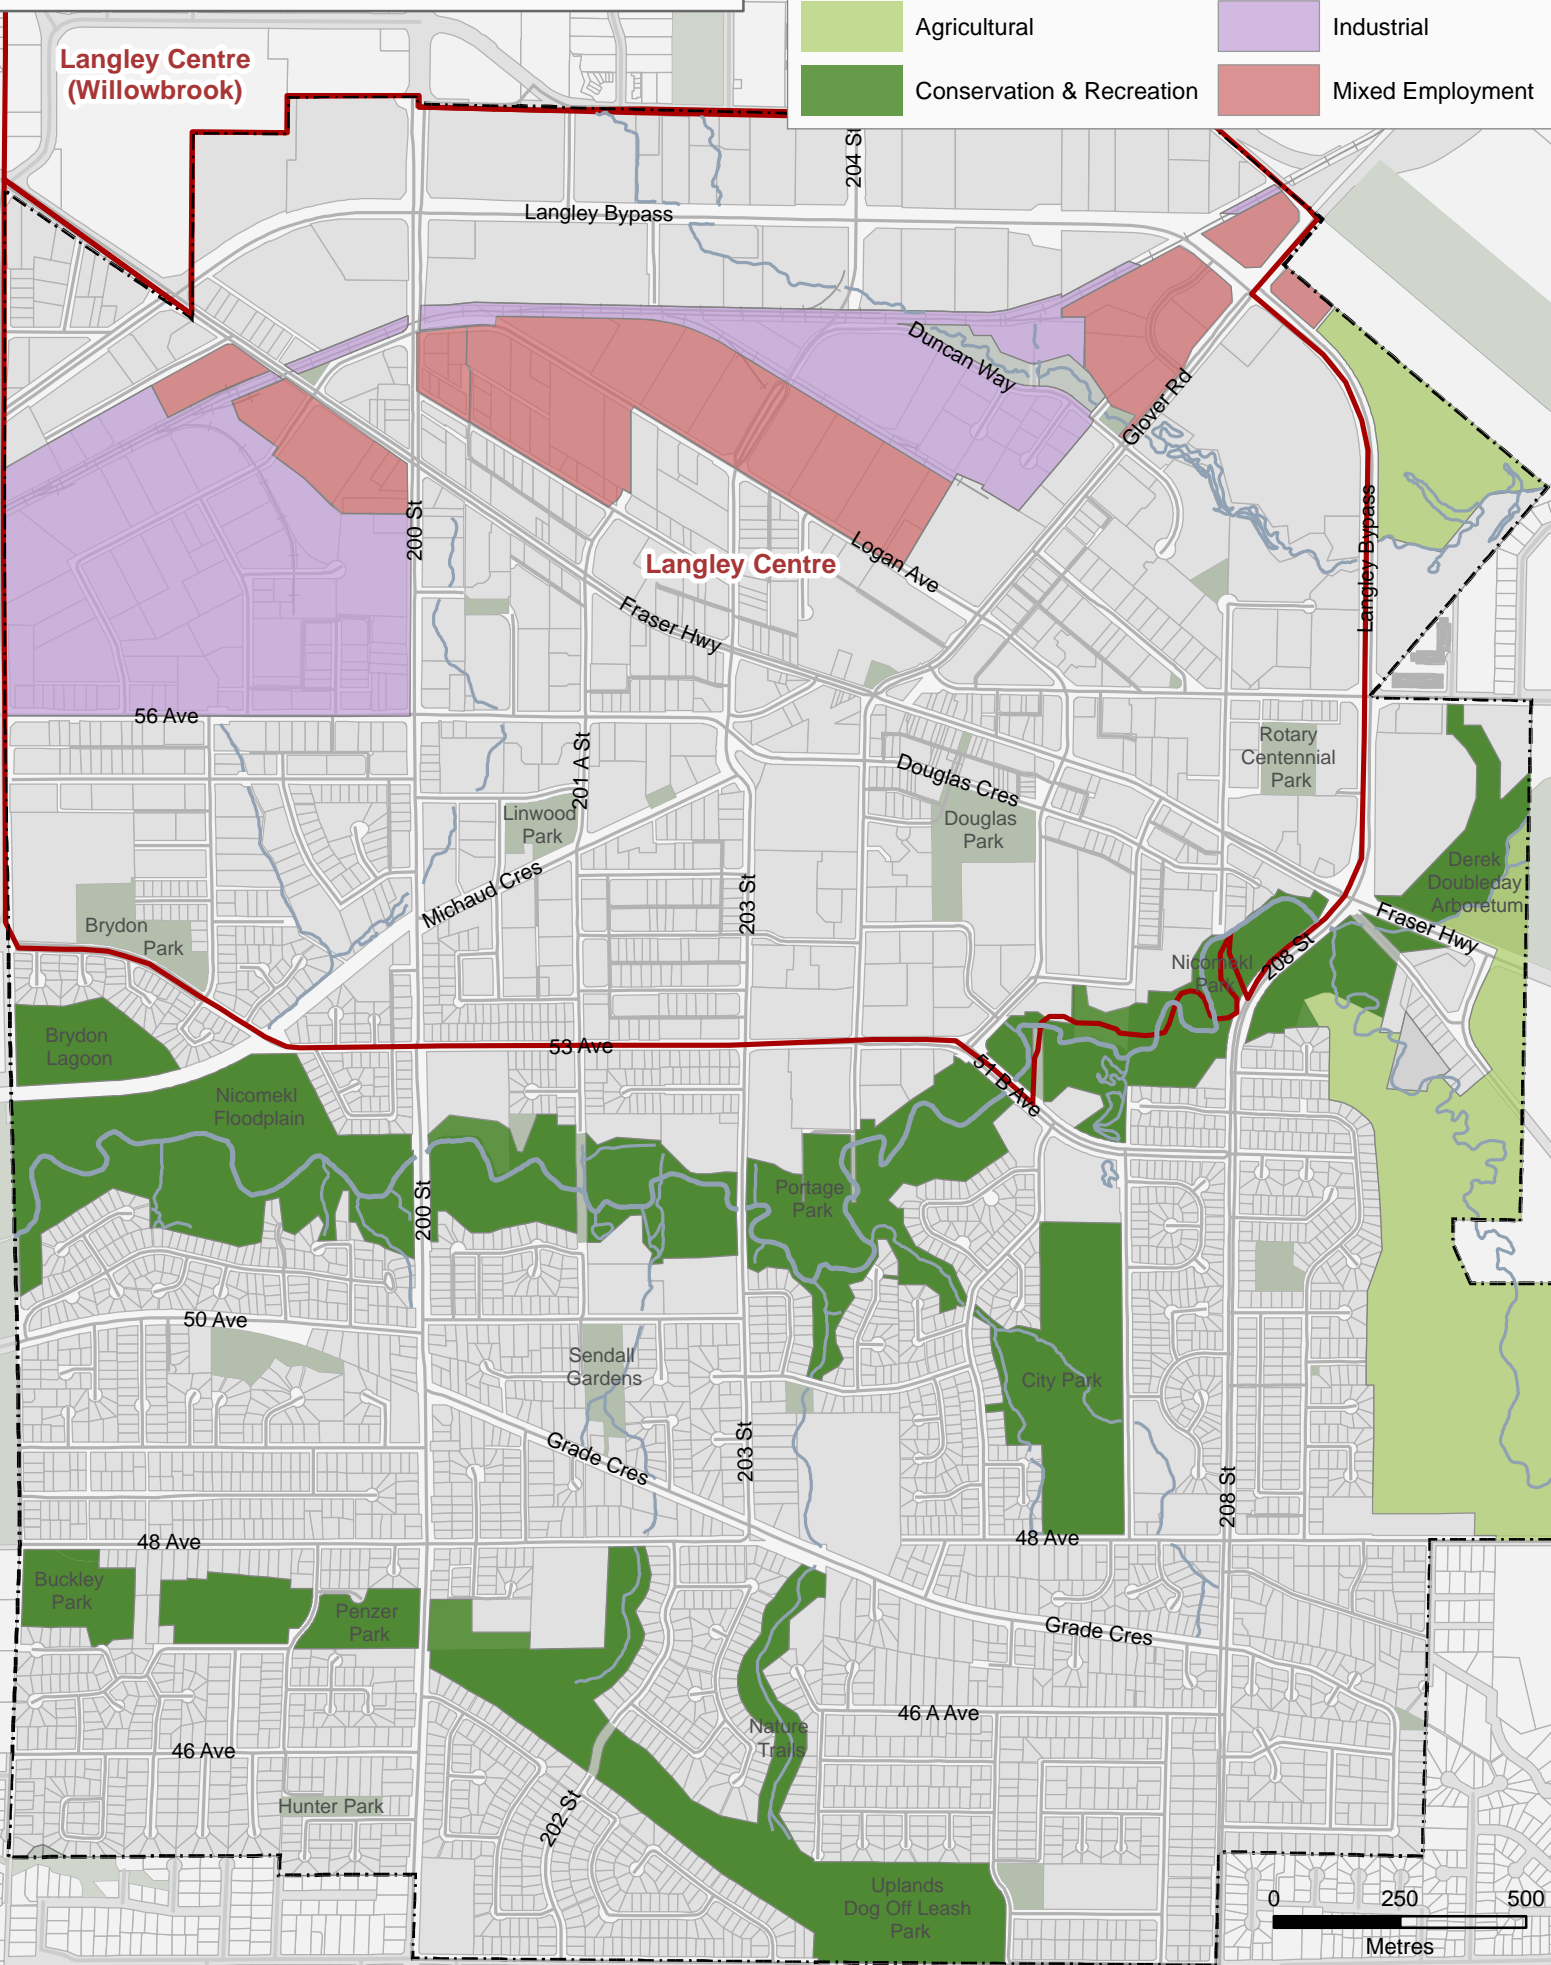 Agricultural
Industrial
Conservation & Recreation
Mixed Employment
Langley Centre
(Willowbrook)
204 St
Langley Bypass
Duncan Way
Glover Rd
200 St
Langley Bypass
Langley Centre
Logan Ave
Fraser Hwy
56 Ave
201 A St
Rotary
Centennial
Park
Douglas Cres
Linwood
Park
Douglas
Park
Michaud Cres
203 St
Derek
Doubleday
Arboretum
Brydon
Park
Fraser Hwy
Nicomekl
Park
208 St
Brydon
Lagoon
53 Ave
51 B Ave
Nicomekl
Floodplain
200 St
Portage
Park
50 Ave
Sendall
Gardens
City Park
Grade Cres
203 St
208 St
48 Ave
48 Ave
Buckley
Park
Penzer
Park
Grade Cres
46 A Ave
Nature
Trails
46 Ave
Hunter Park
202 St
Uplands
Dog Off Leash
Park
0 250 500
Metres